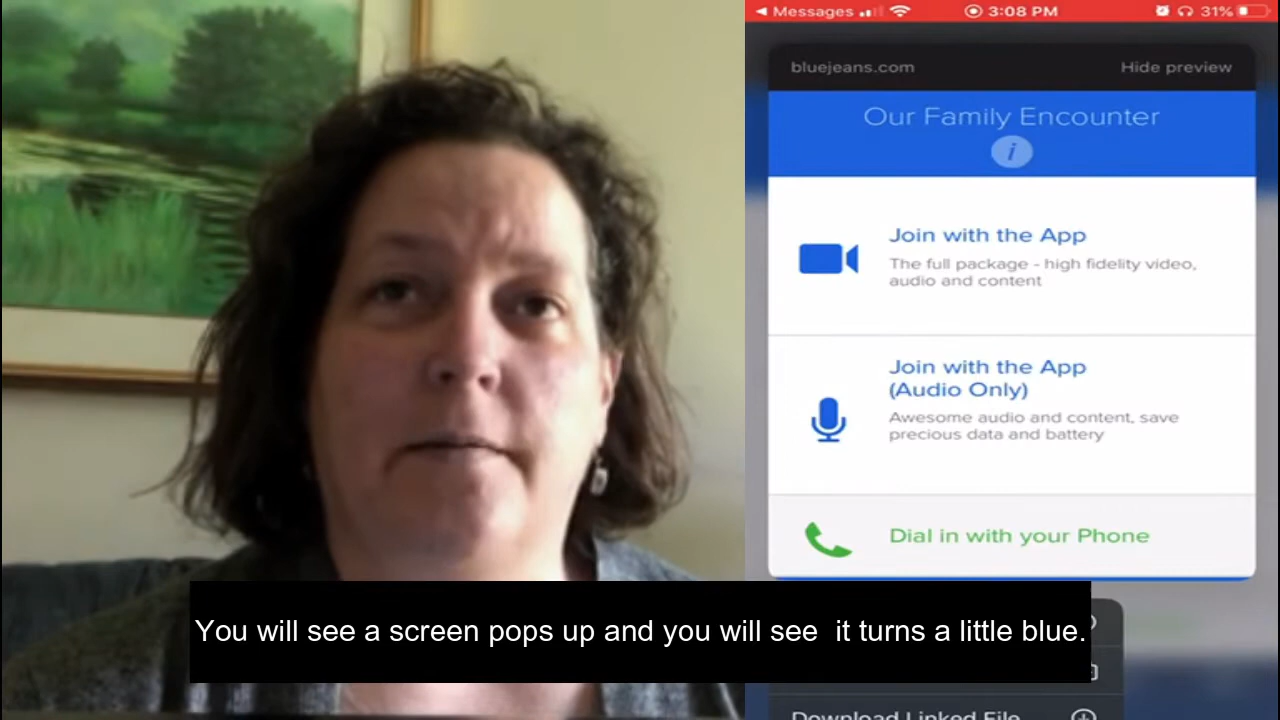 Messages 3:08 PM 31%
bluejeans.com Hide preview
Our Family Encounter
i
Join with the App
The full package - high fidelity video,
audio and content
Join with the App
(Audio Only)
Awesome audio and content, save
precious data and battery
Dial in with your Phone
You will see a screen pops up and you will see it turns a little blue.
Download Linked File